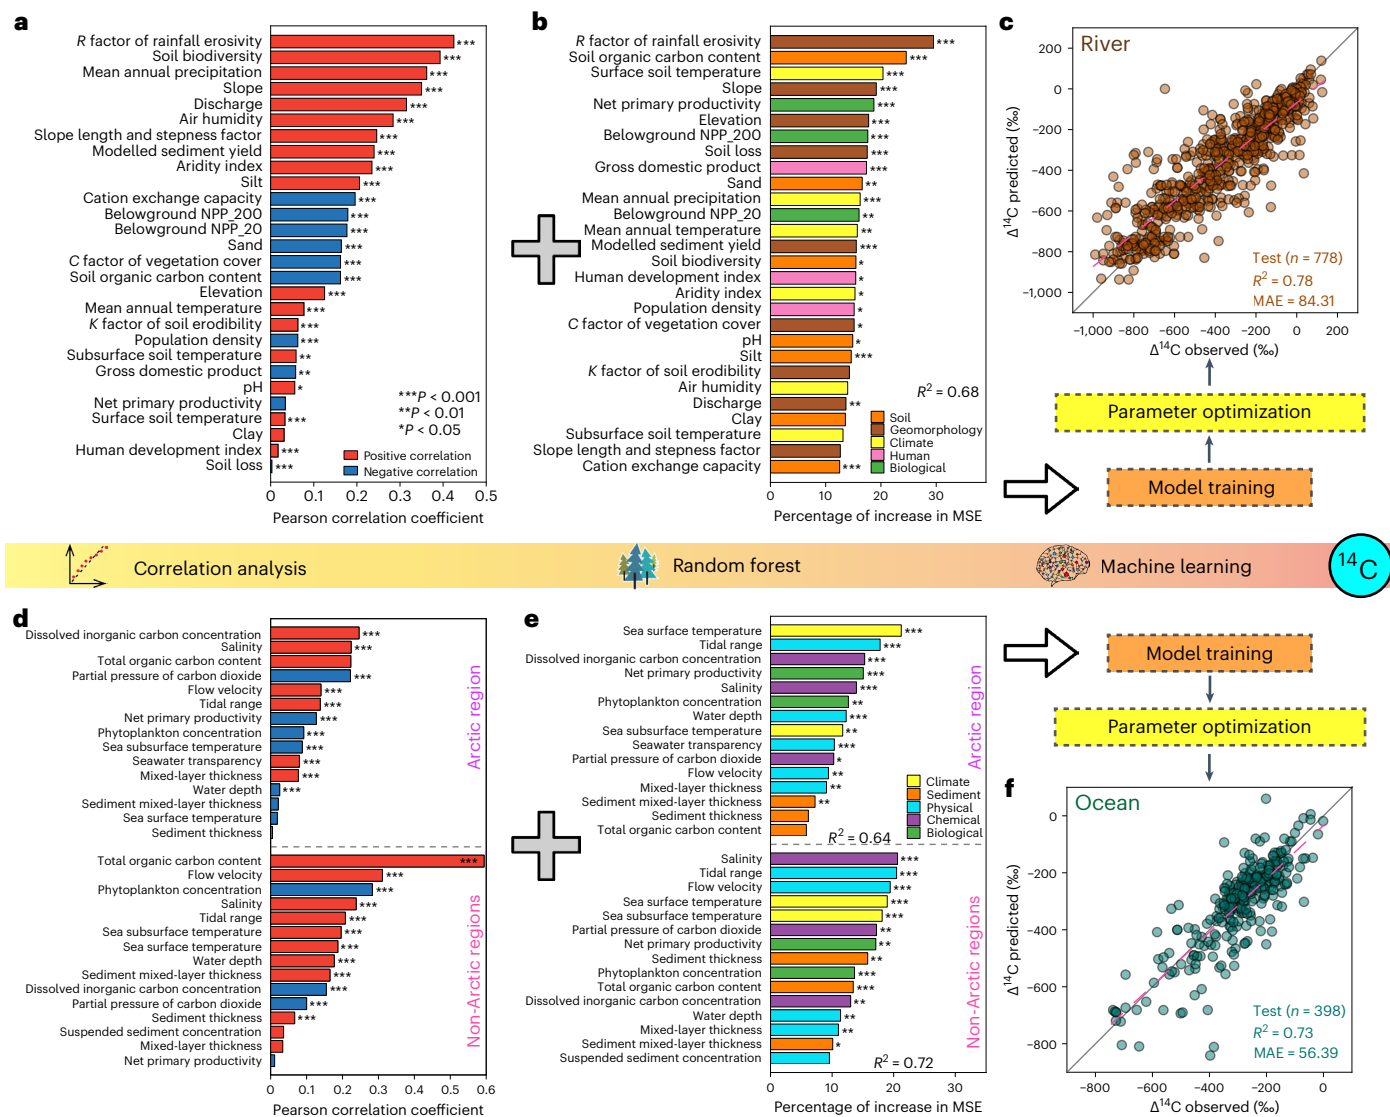 a
R factor of rainfall erosivity ***
Soil biodiversity ***
Mean annual precipitation ***
Slope ***
Discharge ***
Air humidity ***
Slope length and stepness factor ***
Modelled sediment yield ***
Aridity index ***
Silt ***
Cation exchange capacity ***
Belowground NPP_200 ***
Belowground NPP_20 ***
Sand ***
C factor of vegetation cover ***
Soil organic carbon content ***
Elevation ***
Mean annual temperature ***
K factor of soil erodibility ***
Population density ***
Subsurface soil temperature **
Gross domestic product **
pH *
Net primary productivity
Surface soil temperature ***
Clay
Human development index ***
Soil loss ***
***P < 0.001
**P < 0.01
*P < 0.05
Positive correlation
Negative correlation
0 0.1 0.2 0.3 0.4 0.5
Pearson correlation coefficient
b
R factor of rainfall erosivity ***
Soil organic carbon content ***
Surface soil temperature ***
Slope ***
Net primary productivity ***
Elevation ***
Belowground NPP_200 ***
Soil loss ***
Gross domestic product ***
Sand **
Mean annual precipitation ***
Belowground NPP_20 **
Mean annual temperature **
Modelled sediment yield ***
Soil biodiversity *
Human development index *
Aridity index *
Population density *
C factor of vegetation cover *
pH *
Silt ***
K factor of soil erodibility
Air humidity
Discharge **
Clay
Subsurface soil temperature
Slope length and stepness factor
Cation exchange capacity ***
R² = 0.68
Soil
Geomorphology
Climate
Human
Biological
0 10 20 30
Percentage of increase in MSE
c
River
200
0
−200
−400
−600
−800
−1,000
Δ¹⁴C predicted (‰)
Test (n = 778)
R² = 0.78
MAE = 84.31
−1,000 −800 −600 −400 −200 0 200
Δ¹⁴C observed (‰)
Parameter optimization
Model training
Correlation analysis
Random forest
Machine learning
¹⁴C
d
Dissolved inorganic carbon concentration ***
Salinity ***
Total organic carbon content
Partial pressure of carbon dioxide ***
Flow velocity ***
Tidal range ***
Net primary productivity ***
Phytoplankton concentration ***
Sea subsurface temperature ***
Seawater transparency ***
Mixed-layer thickness ***
Water depth ***
Sediment mixed-layer thickness
Sea surface temperature
Sediment thickness
Arctic region
Total organic carbon content ***
Flow velocity ***
Phytoplankton concentration ***
Salinity ***
Tidal range ***
Sea subsurface temperature ***
Sea surface temperature ***
Water depth ***
Sediment mixed-layer thickness ***
Dissolved inorganic carbon concentration ***
Partial pressure of carbon dioxide ***
Sediment thickness ***
Suspended sediment concentration
Mixed-layer thickness
Net primary productivity
Non-Arctic regions
0 0.1 0.2 0.3 0.4 0.5 0.6
Pearson correlation coefficient
e
Sea surface temperature ***
Tidal range ***
Dissolved inorganic carbon concentration ***
Net primary productivity ***
Salinity ***
Phytoplankton concentration **
Water depth ***
Sea subsurface temperature **
Seawater transparency ***
Partial pressure of carbon dioxide *
Flow velocity **
Mixed-layer thickness **
Sediment mixed-layer thickness **
Sediment thickness
Total organic carbon content
R² = 0.64
Arctic region
Climate
Sediment
Physical
Chemical
Biological
Salinity ***
Tidal range ***
Flow velocity ***
Sea surface temperature ***
Sea subsurface temperature ***
Partial pressure of carbon dioxide **
Net primary productivity **
Sediment thickness **
Phytoplankton concentration ***
Total organic carbon content ***
Dissolved inorganic carbon concentration **
Water depth **
Mixed-layer thickness **
Sediment mixed-layer thickness *
Suspended sediment concentration
R² = 0.72
Non-Arctic regions
0 10 20 30
Percentage of increase in MSE
Model training
Parameter optimization
f
Ocean
0
−200
−400
−600
−800
Δ¹⁴C predicted (‰)
Test (n = 398)
R² = 0.73
MAE = 56.39
−800 −600 −400 −200 0
Δ¹⁴C observed (‰)